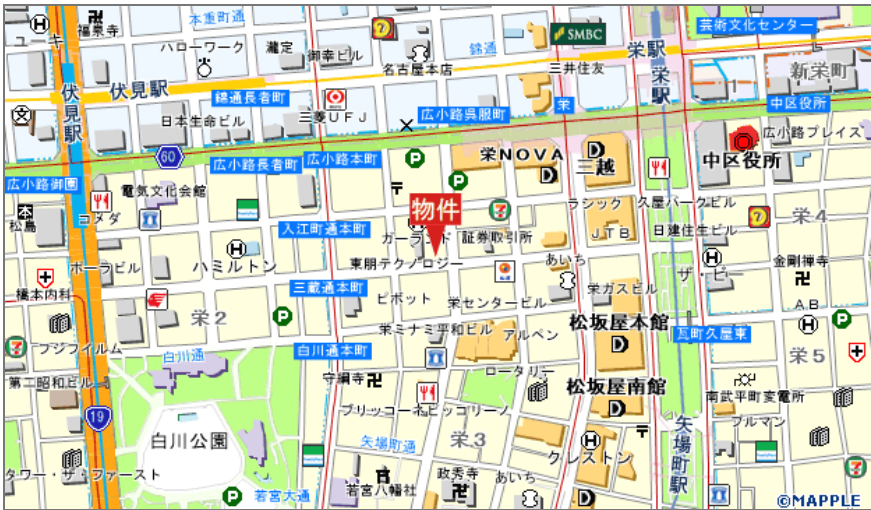 本重町通
芸術文化センター
ユーキ
福泉寺
ハローワーク
瀧定
御幸ビル
錦通
SMBC
栄駅
名古屋本店
三井住友
新栄町
伏見駅
伏見駅
錦通長者町
栄駅
1
日本生命ビル
三菱UFJ
広小路呉服町
栄
中区役所
広小路プレイス
60
広小路長者町
広小路本町
栄NOVA
三越
中区役所
広小路御園
電気文化会館
物件
コメダ
松島
入江町通本町
ガーランド
証券取引所
ラシック
久屋パークビル
栄4
JTB
日建住生ビル
ポーラビル
ハミルトン
東朋テクノロジー
あいち
ザ・ビー
金剛禅寺
橋本内科
三蔵通本町
ピボット
栄センタービル
栄ガスビル
AB
栄2
栄ミナミ平和ビル
アルペン
松坂屋本館
瓦町久屋東
フジフイルム
白川通
白川通本町
ロータリー
栄5
第二昭和ビル
守綱寺
松坂屋南館
南武平町変電所
19
ブリッコーネピッコリーノ
白川公園
矢場町通
栄3
クレストン
矢場町駅
フルマン
タワー・ザ・ファースト
若宮大通
若宮八幡社
政秀寺
あいち
©MAPPLE